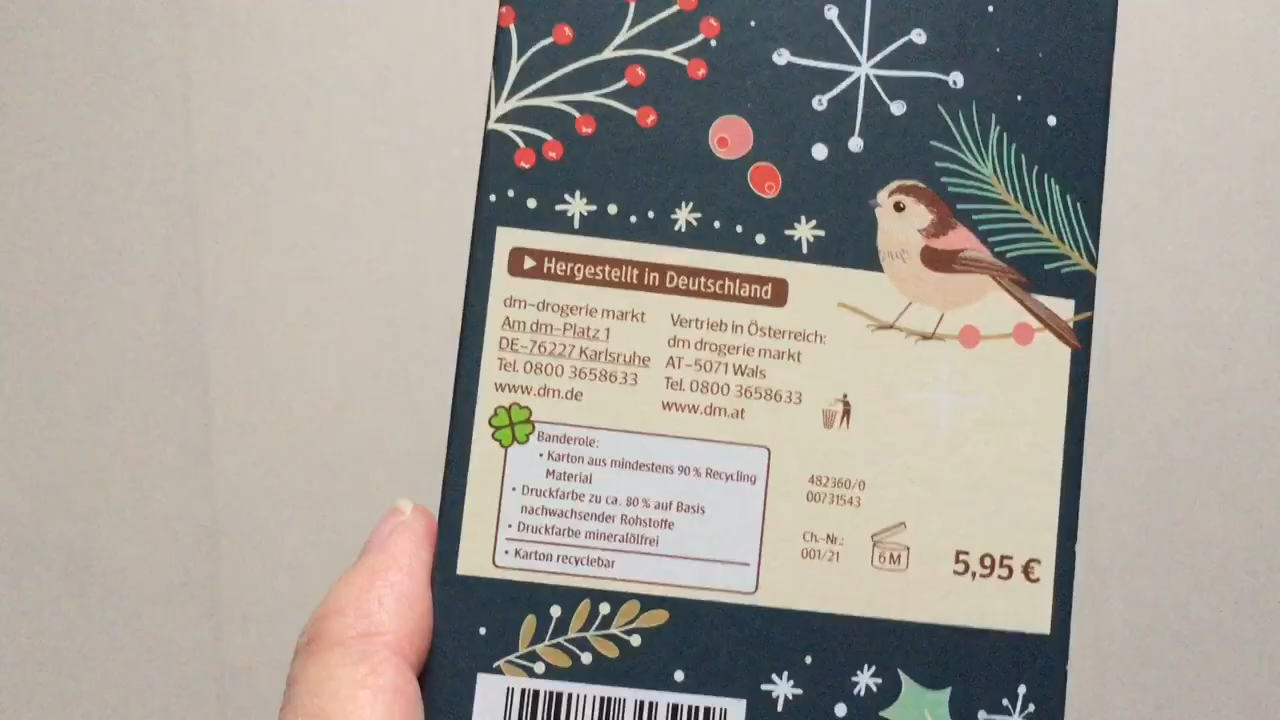 Hergestellt in Deutschland
dm-drogerie markt
Am dm-Platz 1
DE-76227 Karlsruhe
Tel. 0800 3658633
www.dm.de
Vertrieb in Österreich:
dm drogerie markt
AT-5071 Wals
Tel. 0800 3658633
www.dm.at
Banderole:
• Karton aus mindestens 90 % Recycling
Material
• Druckfarbe zu ca. 80 % auf Basis
nachwachsender Rohstoffe
• Druckfarbe mineralölfrei
• Karton recyclebar
482360/0
00731543
Ch.-Nr.:
001/21
6 M
5,95 €